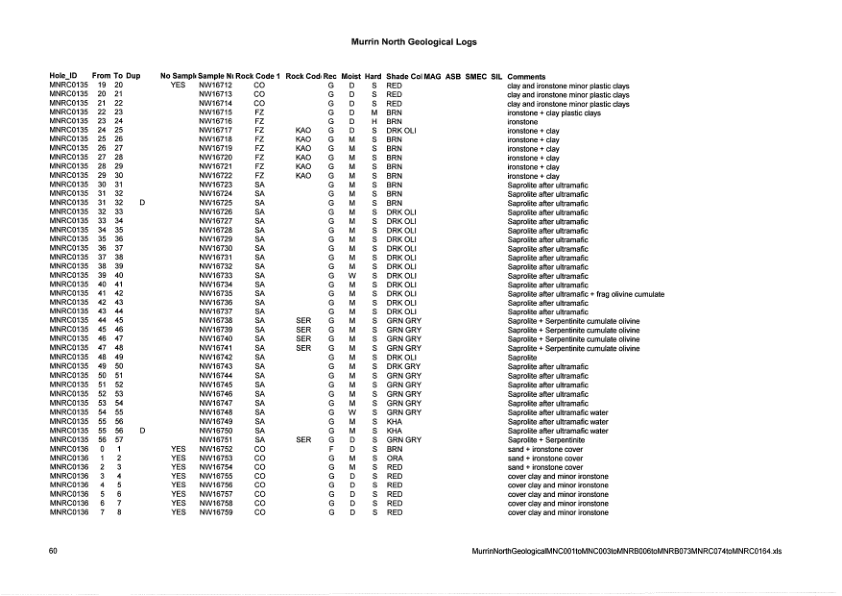 Murrin North Geological Logs
Hole_ID From To Dup No Sample Sample Nu Rock Code 1 Rock Cod Rec Moist Hard Shade Col MAG ASB SMEC SIL Comments
MNRC0135 19 20 YES NW16712 CO G D S RED clay and ironstone minor plastic clays
MNRC0135 20 21 NW16713 CO G D S RED clay and ironstone minor plastic clays
MNRC0135 21 22 NW16714 CO G D S RED clay and ironstone minor plastic clays
MNRC0135 22 23 NW16715 FZ G D M BRN ironstone + clay plastic clays
MNRC0135 23 24 NW16716 FZ G D H BRN ironstone
MNRC0135 24 25 NW16717 FZ KAO G D S DRK OLI ironstone + clay
MNRC0135 25 26 NW16718 FZ KAO G M S BRN ironstone + clay
MNRC0135 26 27 NW16719 FZ KAO G M S BRN ironstone + clay
MNRC0135 27 28 NW16720 FZ KAO G M S BRN ironstone + clay
MNRC0135 28 29 NW16721 FZ KAO G M S BRN ironstone + clay
MNRC0135 29 30 NW16722 FZ KAO G M S BRN ironstone + clay
MNRC0135 30 31 NW16723 SA G M S BRN Saprolite after ultramafic
MNRC0135 31 32 NW16724 SA G M S BRN Saprolite after ultramafic
MNRC0135 31 32 D NW16725 SA G M S BRN Saprolite after ultramafic
MNRC0135 32 33 NW16726 SA G M S DRK OLI Saprolite after ultramafic
MNRC0135 33 34 NW16727 SA G M S DRK OLI Saprolite after ultramafic
MNRC0135 34 35 NW16728 SA G M S DRK OLI Saprolite after ultramafic
MNRC0135 35 36 NW16729 SA G M S DRK OLI Saprolite after ultramafic
MNRC0135 36 37 NW16730 SA G M S DRK OLI Saprolite after ultramafic
MNRC0135 37 38 NW16731 SA G M S DRK OLI Saprolite after ultramafic
MNRC0135 38 39 NW16732 SA G M S DRK OLI Saprolite after ultramafic
MNRC0135 39 40 NW16733 SA G W S DRK OLI Saprolite after ultramafic
MNRC0135 40 41 NW16734 SA G M S DRK OLI Saprolite after ultramafic
MNRC0135 41 42 NW16735 SA G M S DRK OLI Saprolite after ultramafic + frag olivine cumulate
MNRC0135 42 43 NW16736 SA G M S DRK OLI Saprolite after ultramafic
MNRC0135 43 44 NW16737 SA G M S DRK OLI Saprolite after ultramafic
MNRC0135 44 45 NW16738 SA SER G M S GRN GRY Saprolite + Serpentinite cumulate olivine
MNRC0135 45 46 NW16739 SA SER G M S GRN GRY Saprolite + Serpentinite cumulate olivine
MNRC0135 46 47 NW16740 SA SER G M S GRN GRY Saprolite + Serpentinite cumulate olivine
MNRC0135 47 48 NW16741 SA SER G M S GRN GRY Saprolite + Serpentinite cumulate olivine
MNRC0135 48 49 NW16742 SA G M S DRK OLI Saprolite
MNRC0135 49 50 NW16743 SA G M S DRK GRY Saprolite after ultramafic
MNRC0135 50 51 NW16744 SA G M S GRN GRY Saprolite after ultramafic
MNRC0135 51 52 NW16745 SA G M S GRN GRY Saprolite after ultramafic
MNRC0135 52 53 NW16746 SA G M S GRN GRY Saprolite after ultramafic
MNRC0135 53 54 NW16747 SA G M S GRN GRY Saprolite after ultramafic
MNRC0135 54 55 NW16748 SA G W S GRN GRY Saprolite after ultramafic water
MNRC0135 55 56 NW16749 SA G M S KHA Saprolite after ultramafic water
MNRC0135 55 56 D NW16750 SA G M S KHA Saprolite after ultramafic water
MNRC0135 56 57 NW16751 SA SER G D S GRN GRY Saprolite + Serpentinite
MNRC0136 0 1 YES NW16752 CO F D S BRN sand + ironstone cover
MNRC0136 1 2 YES NW16753 CO G M S ORA sand + ironstone cover
MNRC0136 2 3 YES NW16754 CO G M S RED sand + ironstone cover
MNRC0136 3 4 YES NW16755 CO G D S RED cover clay and minor ironstone
MNRC0136 4 5 YES NW16756 CO G D S RED cover clay and minor ironstone
MNRC0136 5 6 YES NW16757 CO G D S RED cover clay and minor ironstone
MNRC0136 6 7 YES NW16758 CO G D S RED cover clay and minor ironstone
MNRC0136 7 8 YES NW16759 CO G D S RED cover clay and minor ironstone
60 MurrinNorthGeologicalMNC001toMNC003toMNRB006toMNRB073MNRC074toMNRC0164.xls